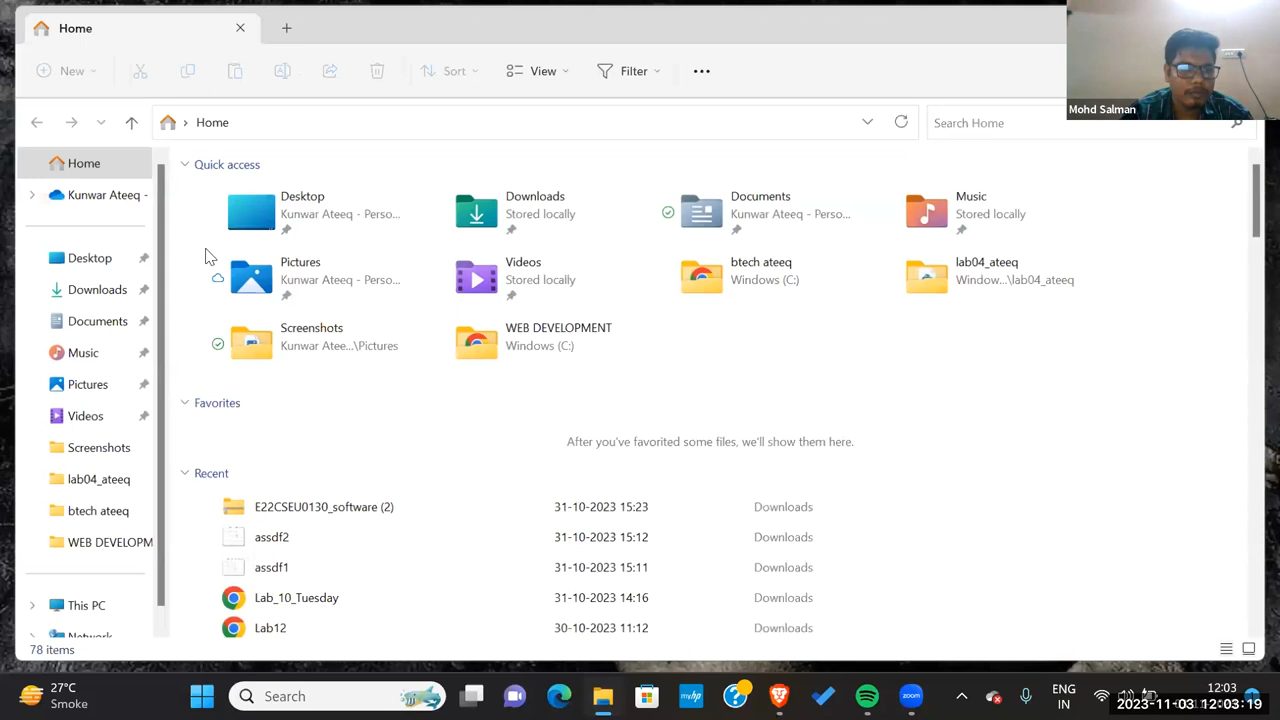 Home
New
Sort
View
Filter
Mohd Salman
Home
Search Home
Home
Kunwar Ateeq -
Desktop
Downloads
Documents
Music
Pictures
Videos
Screenshots
lab04_ateeq
btech ateeq
WEB DEVELOPM
This PC
Network
Quick access
Desktop
Kunwar Ateeq - Perso...
Downloads
Stored locally
Documents
Kunwar Ateeq - Perso...
Music
Stored locally
Pictures
Kunwar Ateeq - Perso...
Videos
Stored locally
btech ateeq
Windows (C:)
lab04_ateeq
Window...\lab04_ateeq
Screenshots
Kunwar Atee...\Pictures
WEB DEVELOPMENT
Windows (C:)
Favorites
After you've favorited some files, we'll show them here.
Recent
E22CSEU0130_software (2) 31-10-2023 15:23 Downloads
assdf2 31-10-2023 15:12 Downloads
assdf1 31-10-2023 15:11 Downloads
Lab_10_Tuesday 31-10-2023 14:16 Downloads
Lab12 30-10-2023 11:12 Downloads
78 items
27°C
Smoke
Search
myhp
zoom
ENG
IN
12:03
2023-11-03 12:03:19